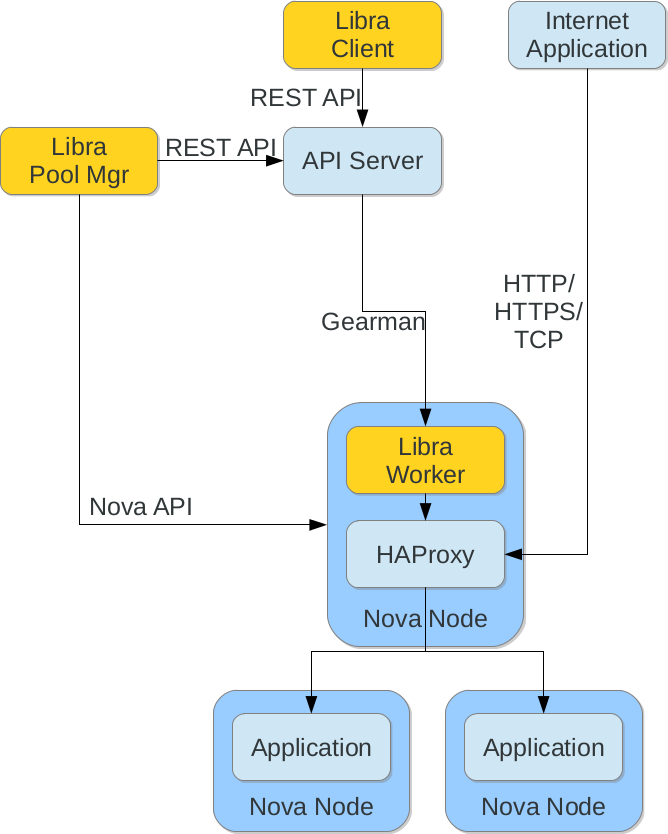 Libra
Client
Internet
Application
REST API
Libra
Pool Mgr
REST API
API Server
HTTP/
HTTPS/
TCP
Gearman
Libra
Worker
Nova API
HAProxy
Nova Node
Application
Nova Node
Application
Nova Node